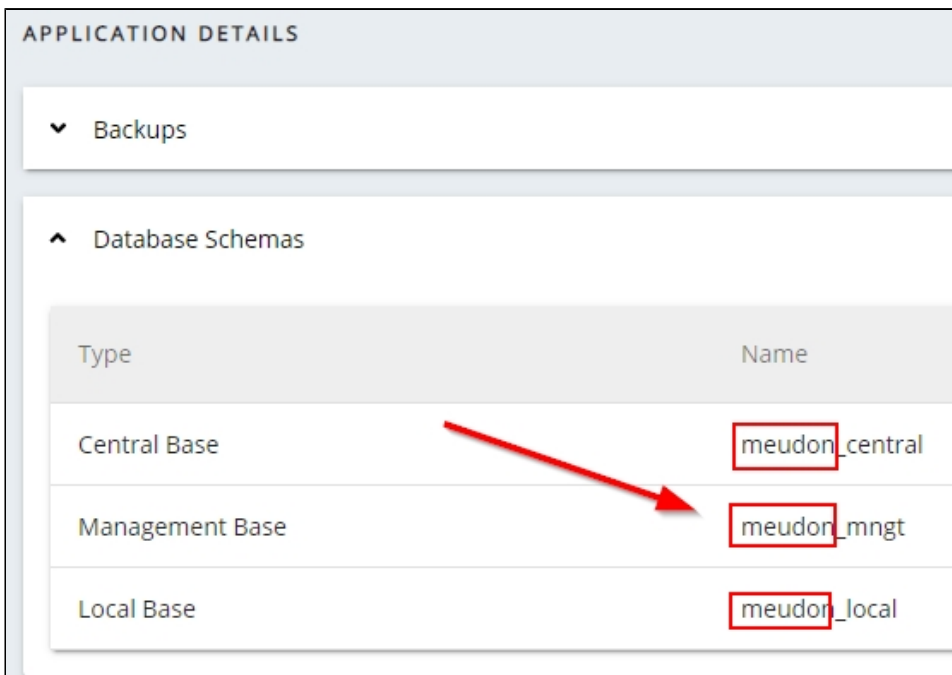 APPLICATION DETAILS
Backups
Database Schemas
Type Name
Central Base meudon_central
Management Base meudon_mngt
Local Base meudon_local